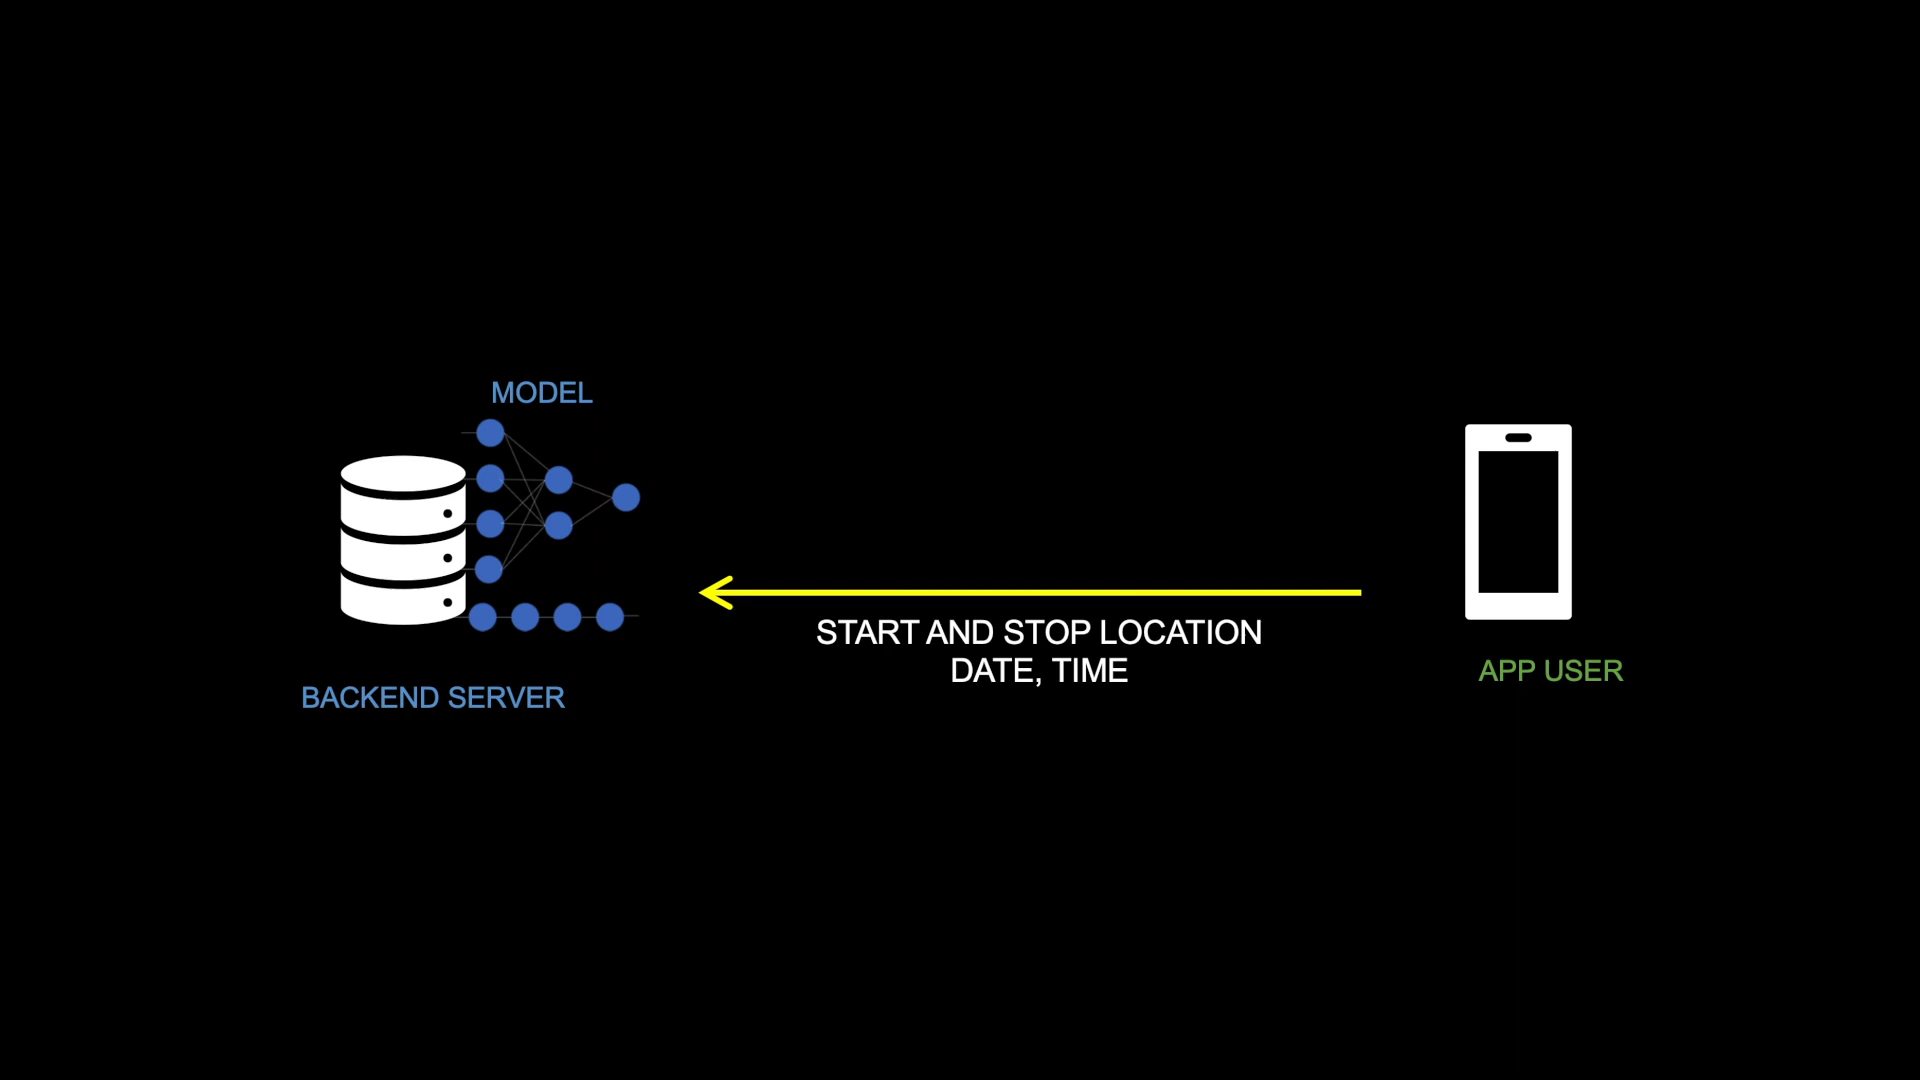 MODEL
START AND STOP LOCATION
DATE, TIME
APP USER
BACKEND SERVER